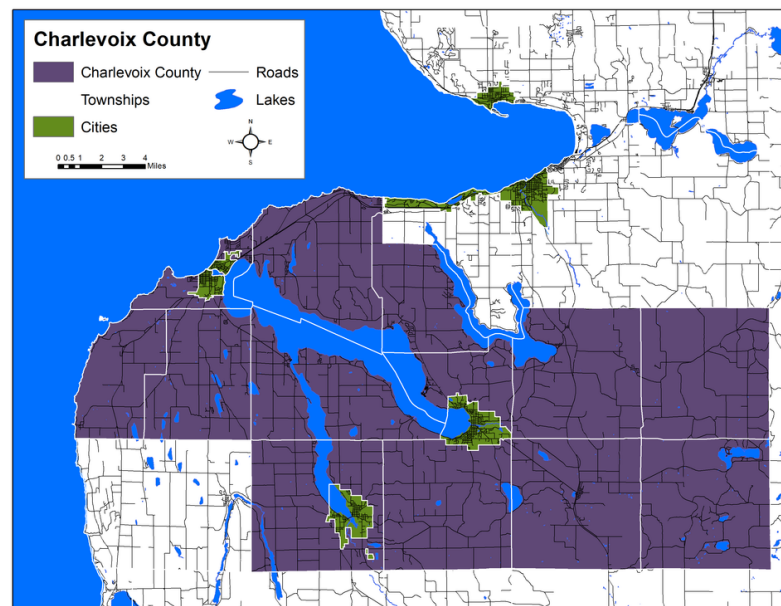 Charlevoix County
Charlevoix County
Townships
Cities
Roads
Lakes
N
W E
S
0 0.5 1 2 3 4
Miles